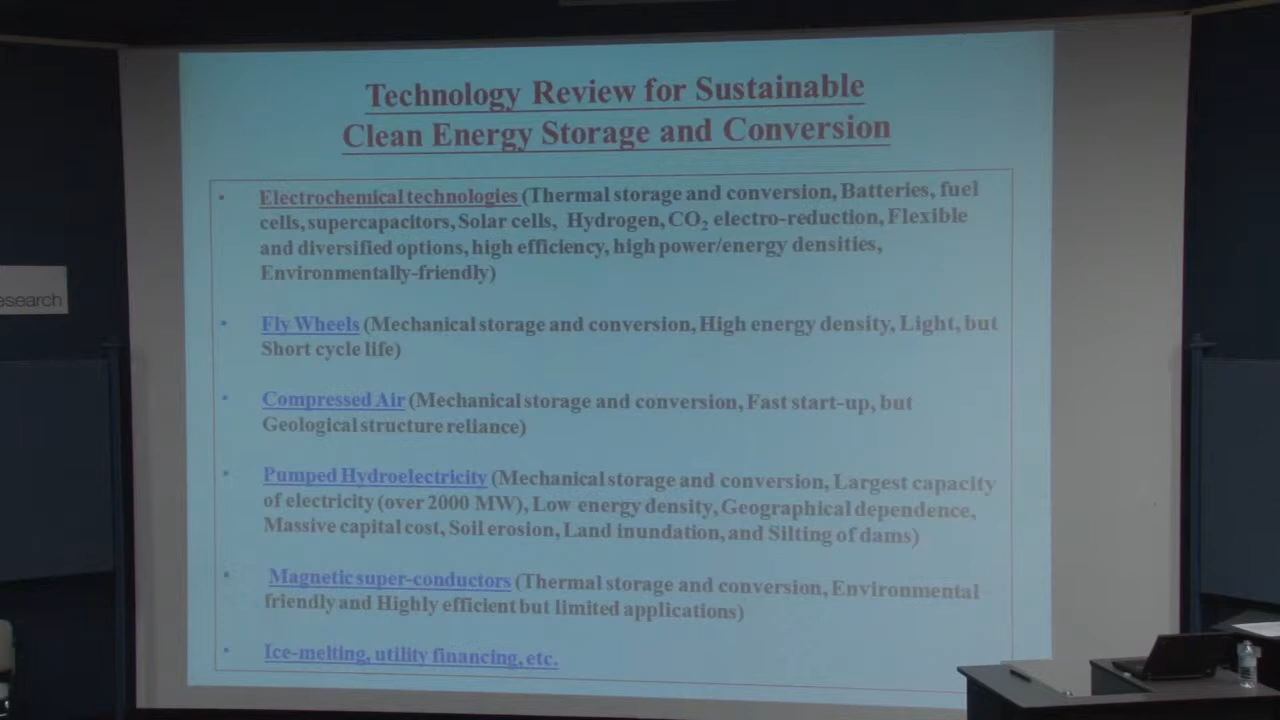 Technology Review for Sustainable
Clean Energy Storage and Conversion
• Electrochemical technologies (Thermal storage and conversion, Batteries, fuel
cells, supercapacitors, Solar cells, Hydrogen, CO₂ electro-reduction, Flexible
and diversified options, high efficiency, high power/energy densities,
Environmentally-friendly)
• Fly Wheels (Mechanical storage and conversion, High energy density, Light, but
Short cycle life)
• Compressed Air (Mechanical storage and conversion, Fast start-up, but
Geological structure reliance)
• Pumped Hydroelectricity (Mechanical storage and conversion, Largest capacity
of electricity (over 2000 MW), Low energy density, Geographical dependence,
Massive capital cost, Soil erosion, Land inundation, and Silting of dams)
• Magnetic super-conductors (Thermal storage and conversion, Environmental
friendly and Highly efficient but limited applications)
• Ice-melting, utility financing, etc.
esearch